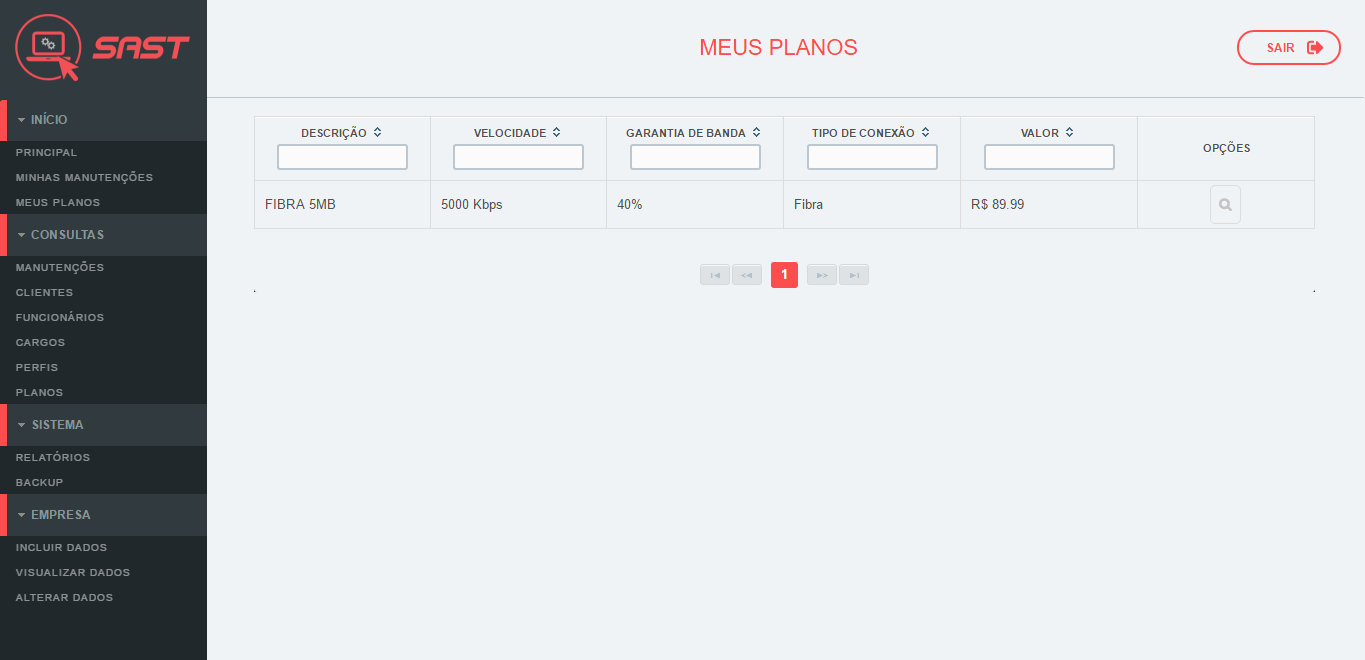 SAST
MEUS PLANOS
SAIR
INÍCIO
PRINCIPAL
MINHAS MANUTENÇÕES
MEUS PLANOS
CONSULTAS
MANUTENÇÕES
CLIENTES
FUNCIONÁRIOS
CARGOS
PERFIS
PLANOS
SISTEMA
RELATÓRIOS
BACKUP
EMPRESA
INCLUIR DADOS
VISUALIZAR DADOS
ALTERAR DADOS
DESCRIÇÃO VELOCIDADE GARANTIA DE BANDA TIPO DE CONEXÃO VALOR OPÇÕES
FIBRA 5MB 5000 Kbps 40% Fibra R$ 89.99
1